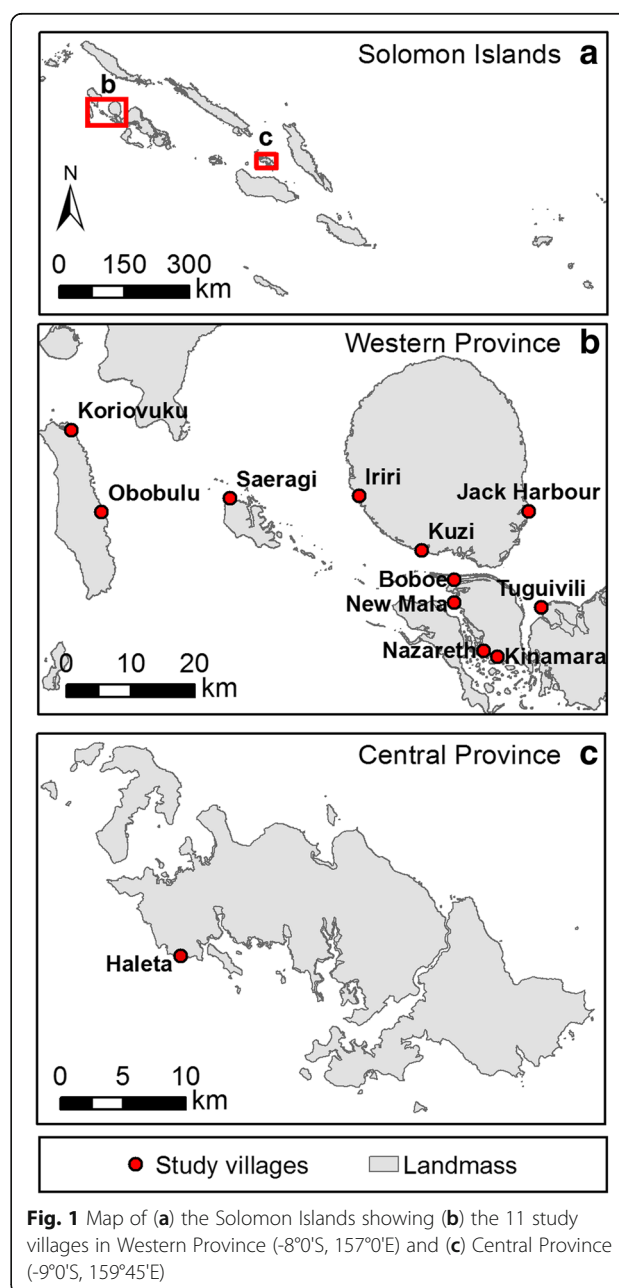 Solomon Islands a
b
c
N
0 150 300
km
Western Province b
Koriovuku
Obobulu
Saeragi
Iriri
Jack Harbour
Kuzi
Boboe
Tuguivili
New Mala
Nazareth
Kinamara
0 10 20
km
Central Province c
Haleta
0 5 10
km
Study villages Landmass
Fig. 1 Map of (a) the Solomon Islands showing (b) the 11 study
villages in Western Province (-8°0'S, 157°0'E) and (c) Central Province
(-9°0'S, 159°45'E)